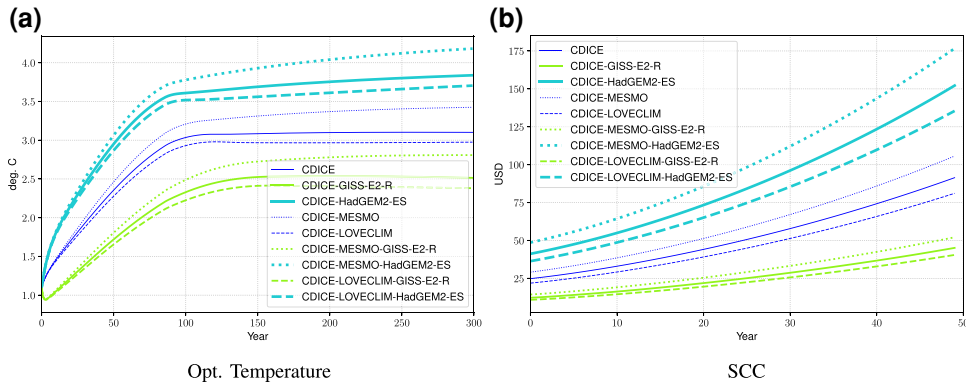 (a)
deg. C
4.0
3.5
3.0
2.5
2.0
1.5
1.0
0
50
100
150
200
250
300
Year
CDICE
CDICE-GISS-E2-R
CDICE-HadGEM2-ES
CDICE-MESMO
CDICE-LOVECLIM
CDICE-MESMO-GISS-E2-R
CDICE-MESMO-HadGEM2-ES
CDICE-LOVECLIM-GISS-E2-R
CDICE-LOVECLIM-HadGEM2-ES
Opt. Temperature
(b)
USD
175
150
125
100
75
50
25
0
10
20
30
40
50
Year
CDICE
CDICE-GISS-E2-R
CDICE-HadGEM2-ES
CDICE-MESMO
CDICE-LOVECLIM
CDICE-MESMO-GISS-E2-R
CDICE-MESMO-HadGEM2-ES
CDICE-LOVECLIM-GISS-E2-R
CDICE-LOVECLIM-HadGEM2-ES
SCC